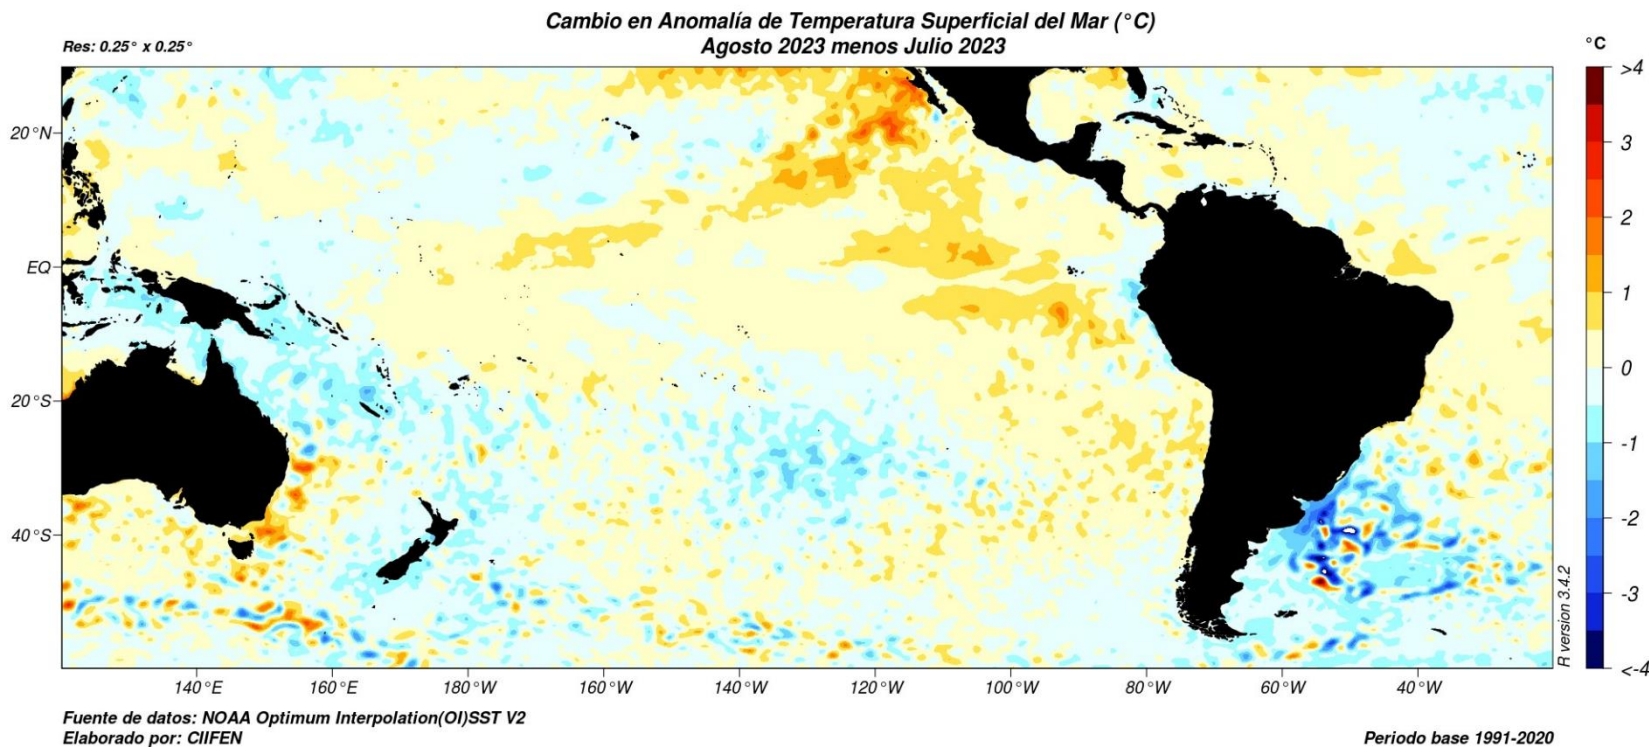 Cambio en Anomalía de Temperatura Superficial del Mar (°C)
Agosto 2023 menos Julio 2023
Res: 0.25° x 0.25°
°C
>4
3
2
1
0
-1
-2
-3
<-4
20°N
EQ
20°S
40°S
140°E
160°E
180°W
160°W
140°W
120°W
100°W
80°W
60°W
40°W
R version 3.4.2
Fuente de datos: NOAA Optimum Interpolation(OI)SST V2
Elaborado por: CIIFEN
Periodo base 1991-2020